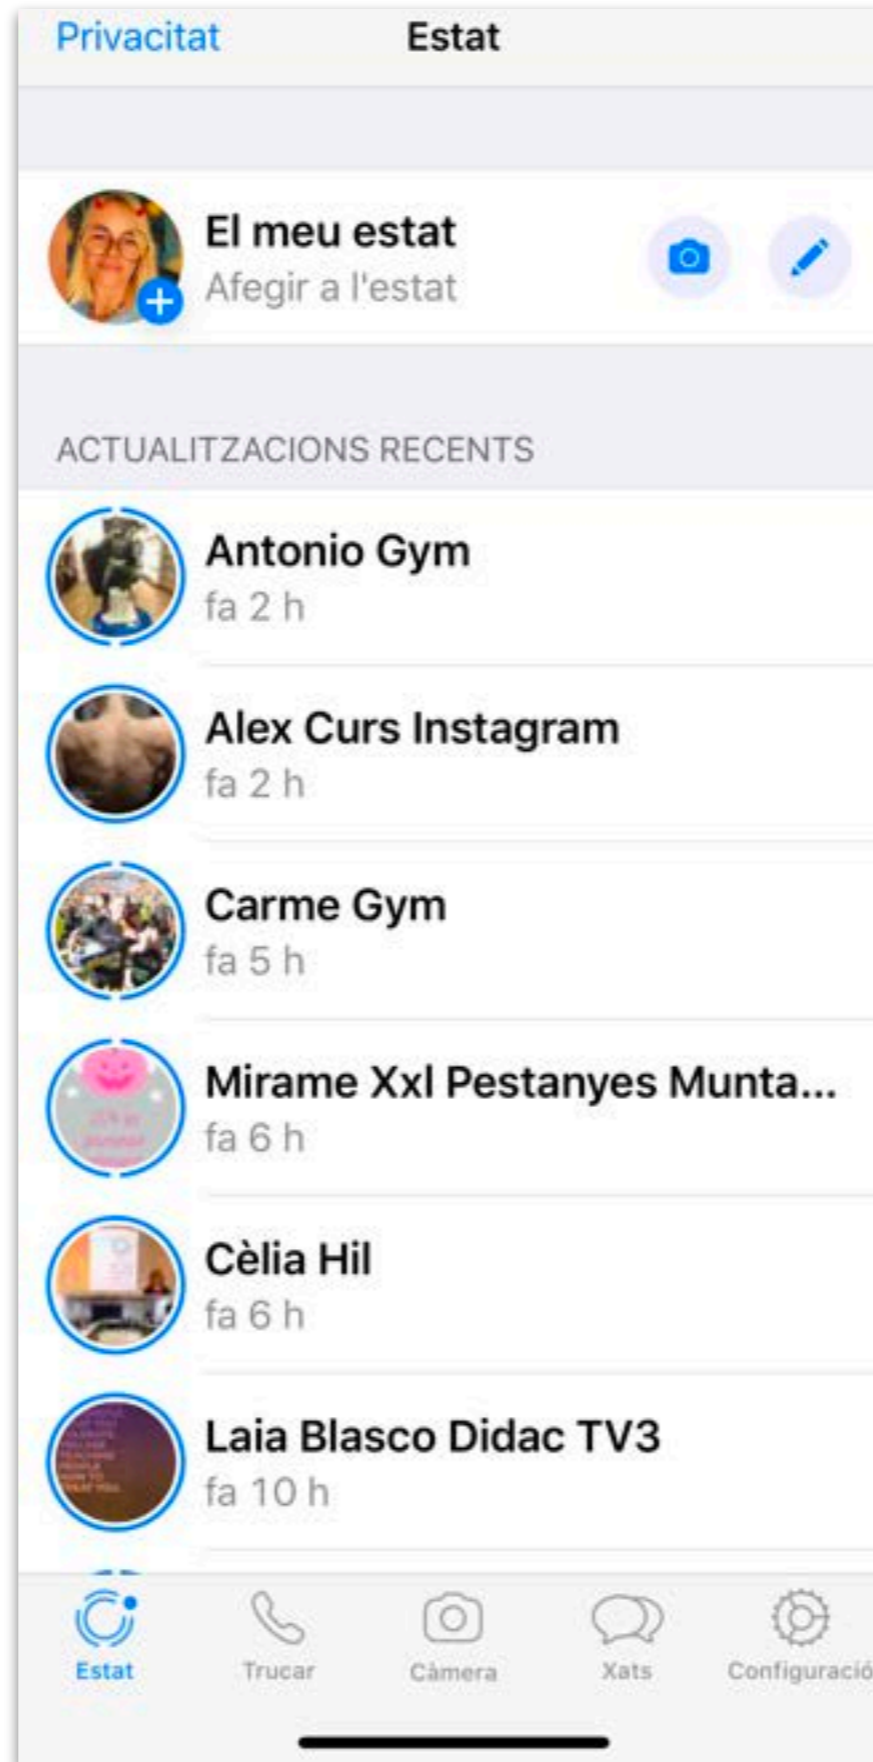 Privacitat
Estat
El meu estat
Afegir a l'estat
ACTUALITZACIONS RECENTS
Antonio Gym
fa 2 h
Alex Curs Instagram
fa 2 h
Carme Gym
fa 5 h
Mirame Xxl Pestanyes Munta...
fa 6 h
Cèlia Hil
fa 6 h
Laia Blasco Didac TV3
fa 10 h
Estat
Trucar
Càmera
Xats
Configuració